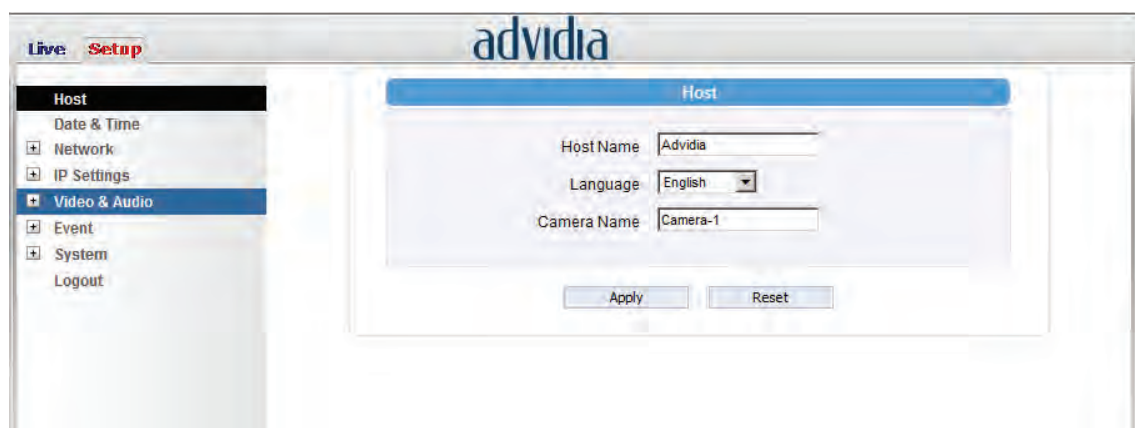 advidia
Live Setup
Host
Date & Time
Network
IP Settings
Video & Audio
Event
System
Logout
Host
Host Name Advidia
Language English
Camera Name Camera-1
Apply Reset